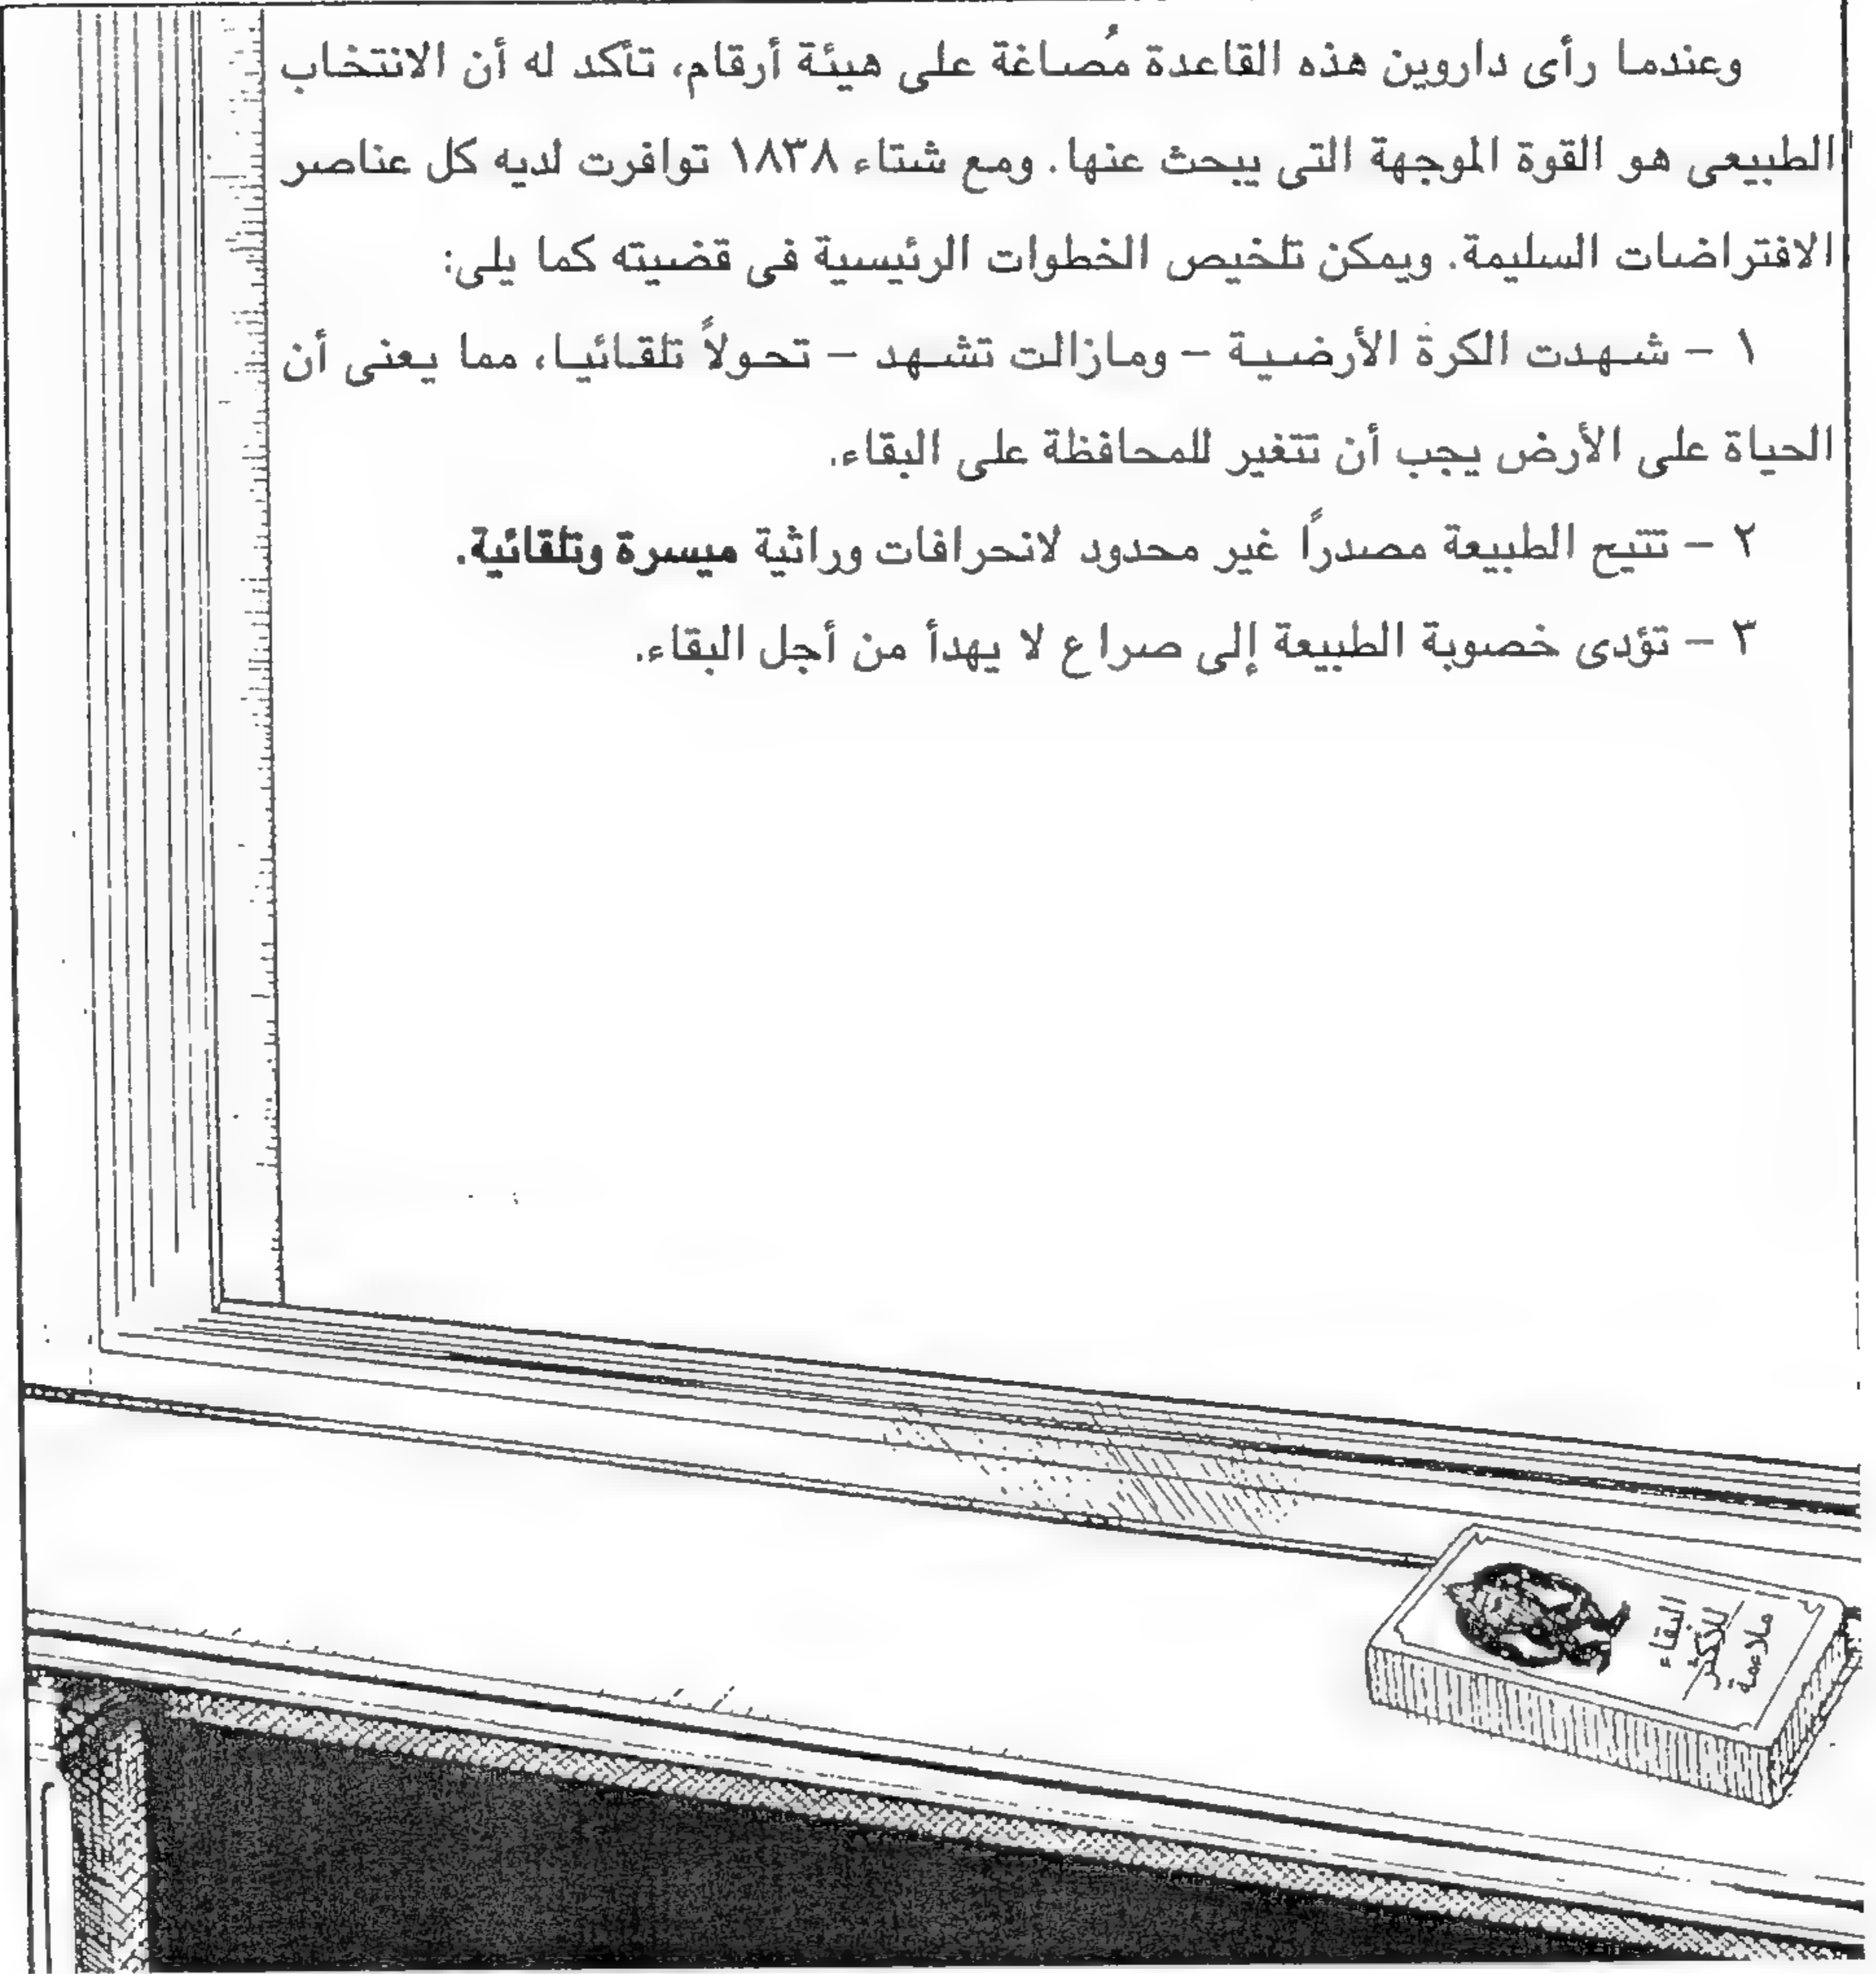 وعندما رأى داروين هذه القاعدة مُصاغة على هيئة أرقام، تأكد له أن الانتخاب
الطبيعى هو القوة الموجهة التى يبحث عنها. ومع شتاء ١٨٣٨ توافرت لديه كل عناصر
الافتراضات السليمة. ويمكن تلخيص الخطوات الرئيسية فى قضيته كما يلى:
١ – شهدت الكرة الأرضية – ومازالت تشهد – تحولاً تلقائيا، مما يعنى أن
الحياة على الأرض يجب أن تتغير للمحافظة على البقاء.
٢ – تتيح الطبيعة مصدراً غير محدود لانحرافات وراثية ميسرة وتلقائية.
٣ – تؤدى خصوبة الطبيعة إلى صراع لا يهدأ من أجل البقاء.
البقاء
للأكثر
ملاءمة